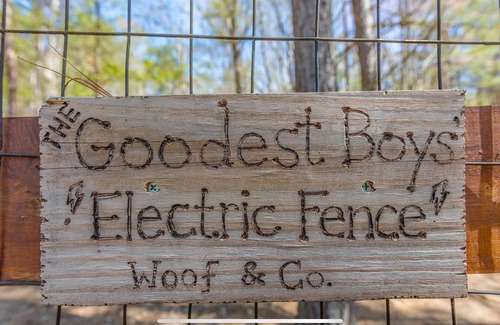 THE Goodest Boys'
Electric Fence
Woof & Co.